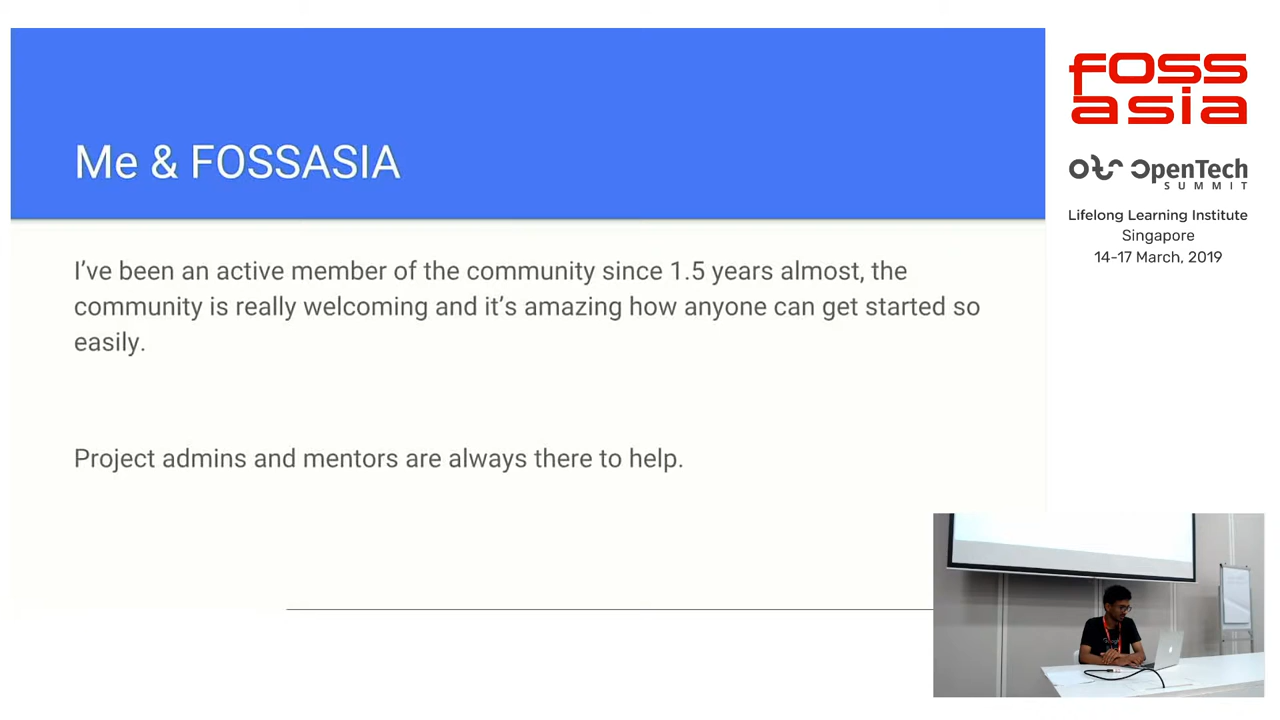 Me & FOSSASIA
I've been an active member of the community since 1.5 years almost, the
community is really welcoming and it's amazing how anyone can get started so
easily.
Project admins and mentors are always there to help.
foss
asia
OpenTech
SUMMIT
Lifelong Learning Institute
Singapore
14-17 March, 2019